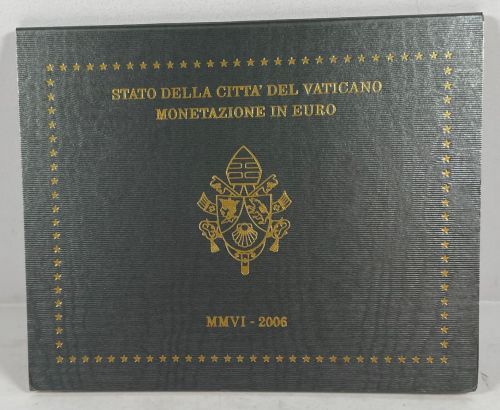 STATO DELLA CITTA' DEL VATICANO
MONETAZIONE IN EURO
MMVI - 2006